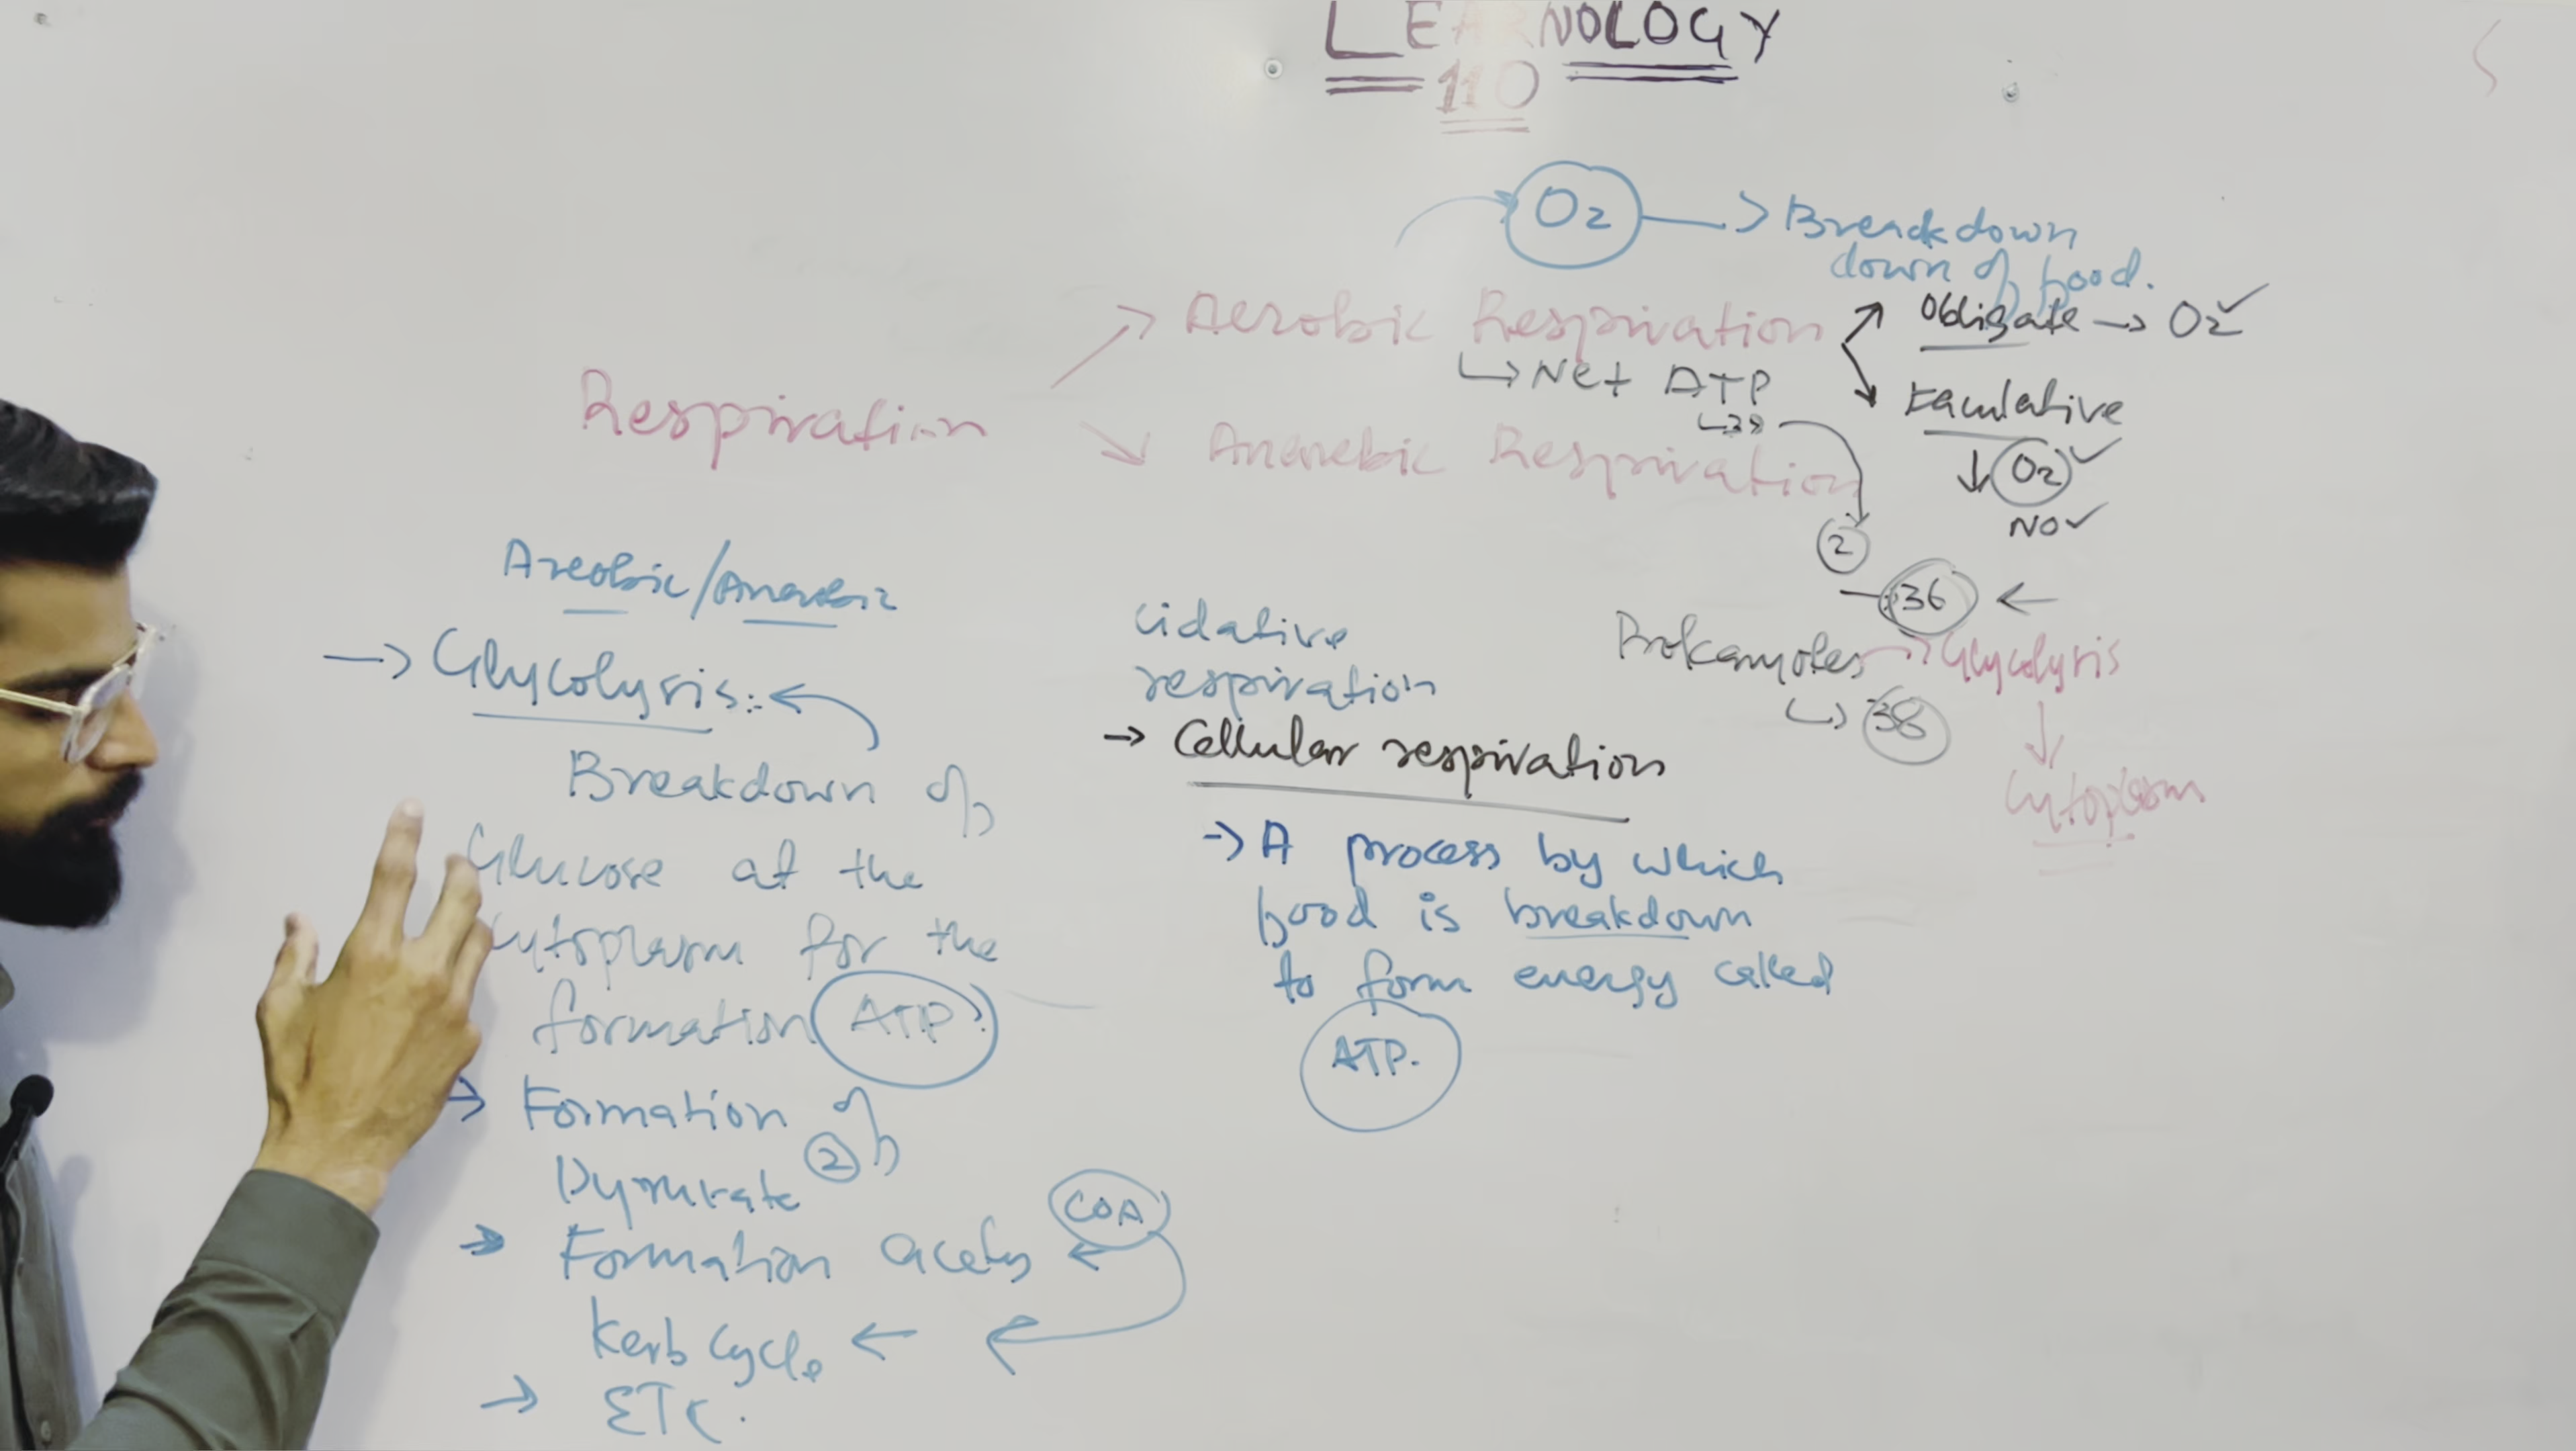 LEARNOLOGY
110
O2 → Breackdown
down of food.
Respiration
↗ Aerobic Respiration
↳ Net ATP
↳38
Obligate → O2 ✓
Faculative
↓ O2 ✓
NO ✓
↘ Anaerobic Respiration
2
- 36 ←
Prokaryotes → Glycolysis
↳ 38
↓
Cytoplasm
Areobic/Anaerobic
→ Glycolysis:- ←
Breakdown of
Glucose at the
Cytoplasm for the
formation ATP.
→ Formation of
Pyruvate 2
→ Formation acety ← COA
Kerb Cycle ←
→ ETC.
cidative
respiration
→ Cellular respiration
→ A process by which
food is breakdown
to form energy called
ATP.